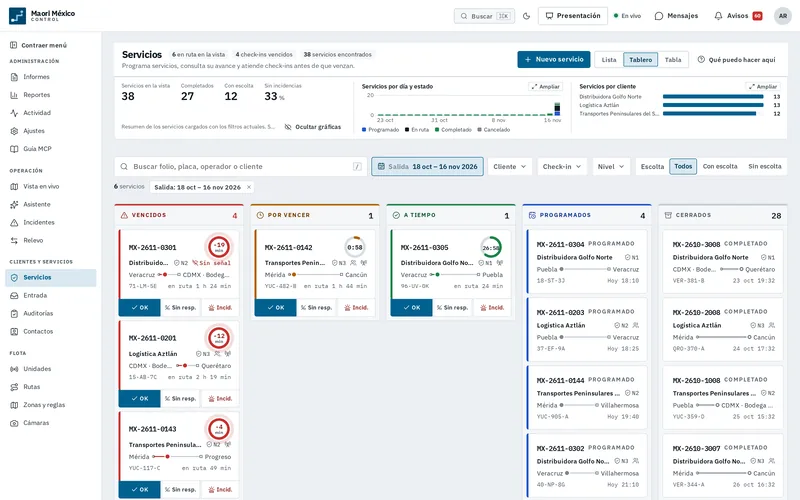 Maori México
CONTROL
Buscar
Presentación
En vivo
Mensajes
Avisos 60
AR
Contraer menú
ADMINISTRACIÓN
Informes
Reportes
Actividad
Ajustes
Guía MCP
OPERACIÓN
Vista en vivo
Asistente
Incidentes
Relevo
CLIENTES Y SERVICIOS
Servicios
Entrada
Auditorías
Contactos
FLOTA
Unidades
Rutas
Zonas y reglas
Cámaras
Servicios 6 en ruta en la vista 4 check-ins vencidos 38 servicios encontrados
Programa servicios, consulta su avance y atiende check-ins antes de que venzan.
+ Nuevo servicio
Lista Tablero Tabla
Qué puedo hacer aquí
Servicios en la vista Completados Con escolta Sin incidencias
38 27 12 33 %
Resumen de los servicios cargados con los filtros actuales. S...
Ocultar gráficas
Servicios por día y estado Ampliar
20
0
23 oct 31 oct 8 nov 16 nov
Programado En ruta Completado Cancelado
Servicios por cliente Ampliar
Distribuidora Golfo Norte 13
Logística Aztlán 13
Transportes Peninsulares del S... 12
Buscar folio, placa, operador o cliente /
Salida 18 oct – 16 nov 2026
Cliente Check-in Nivel
Escolta Todos Con escolta Sin escolta
6 servicios Salida: 18 oct – 16 nov 2026 ×
VENCIDOS 4
MX-2611-0301 -19 min
Distribuido... N2 Sin señal
Veracruz CDMX · Bodeg...
71-LM-5E en ruta 1 h 24 min
OK Sin resp. Incid.
MX-2611-0201 -12 min
Logística Aztlán N3
CDMX · Bod... Querétaro
15-AB-7C en ruta 2 h 19 min
OK Sin resp. Incid.
MX-2611-0143 -4 min
Transportes Peninsula... N2
Mérida Progreso
YUC-117-C en ruta 49 min
OK Sin resp. Incid.
POR VENCER 1
MX-2611-0142 0:58
Transportes Penin... N3
Mérida Cancún
YUC-482-B en ruta 1 h 44 min
OK Sin resp. Incid.
A TIEMPO 1
MX-2611-0305 26:58
Distribuidora Golfo No... N1
Veracruz Puebla
96-UV-0K en ruta 24 min
OK Sin resp. Incid.
PROGRAMADOS 4
MX-2611-0304 PROGRAMADO
Distribuidora Golfo Norte N1
Puebla Veracruz
18-ST-3J Hoy 18:10
MX-2611-0203 PROGRAMADO
Logística Aztlán N2
Mérida Cancún
37-EF-9A Hoy 18:25
MX-2611-0144 PROGRAMADO
Transportes Peninsulares ... N2
Mérida Villahermosa
YUC-905-A Hoy 19:40
MX-2611-0302 PROGRAMADO
Distribuidora Golfo No... N3
Veracruz Villahermosa
40-NP-8G Hoy 21:10
CERRADOS 28
MX-2610-3008 COMPLETADO
Distribuidora Golfo Norte N1
CDMX · Bode... Querétaro
VER-301-B 23 oct 19:32
MX-2610-2008 COMPLETADO
Logística Aztlán N3
Mérida Cancún
QRO-370-A 24 oct 17:32
MX-2610-1008 COMPLETADO
Transportes Peninsulares ... N2
Puebla CDMX · Bodega ...
YUC-359-D 25 oct 15:32
MX-2610-3007 COMPLETADO
Distribuidora Golfo No... N3
Mérida Cancún
VER-344-A 26 oct 16:32